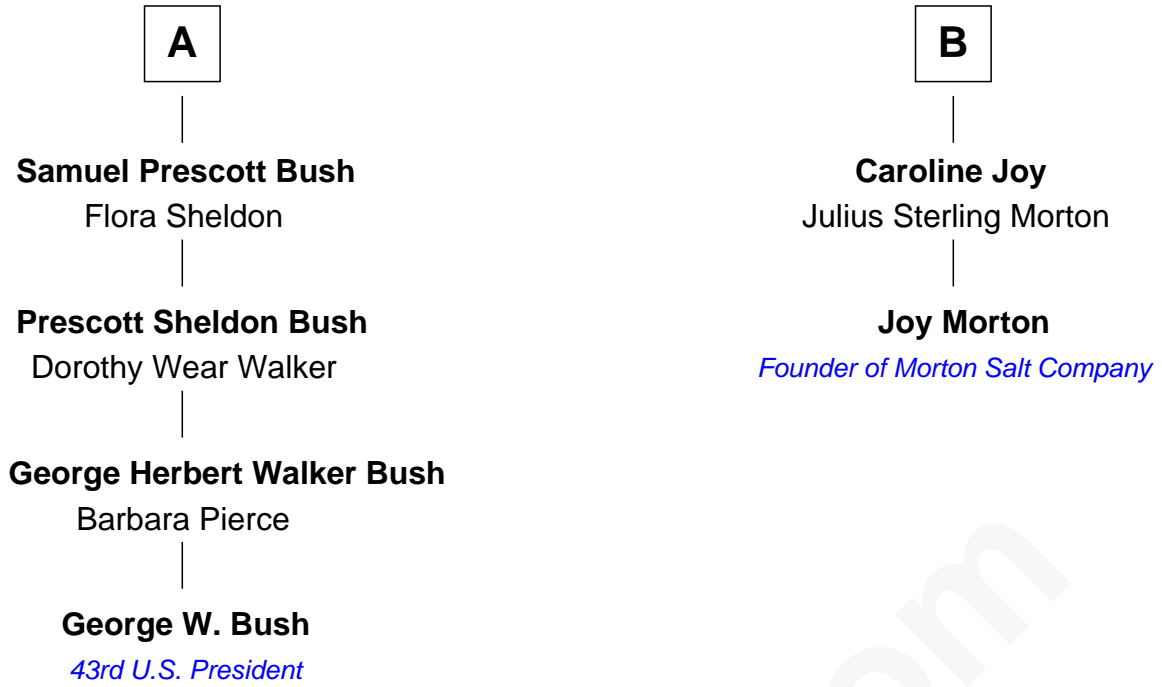 A
Samuel Prescott Bush
Flora Sheldon
Prescott Sheldon Bush
Dorothy Wear Walker
George Herbert Walker Bush
Barbara Pierce
George W. Bush
43rd U.S. President
B
Caroline Joy
Julius Sterling Morton
Joy Morton
Founder of Morton Salt Company
om